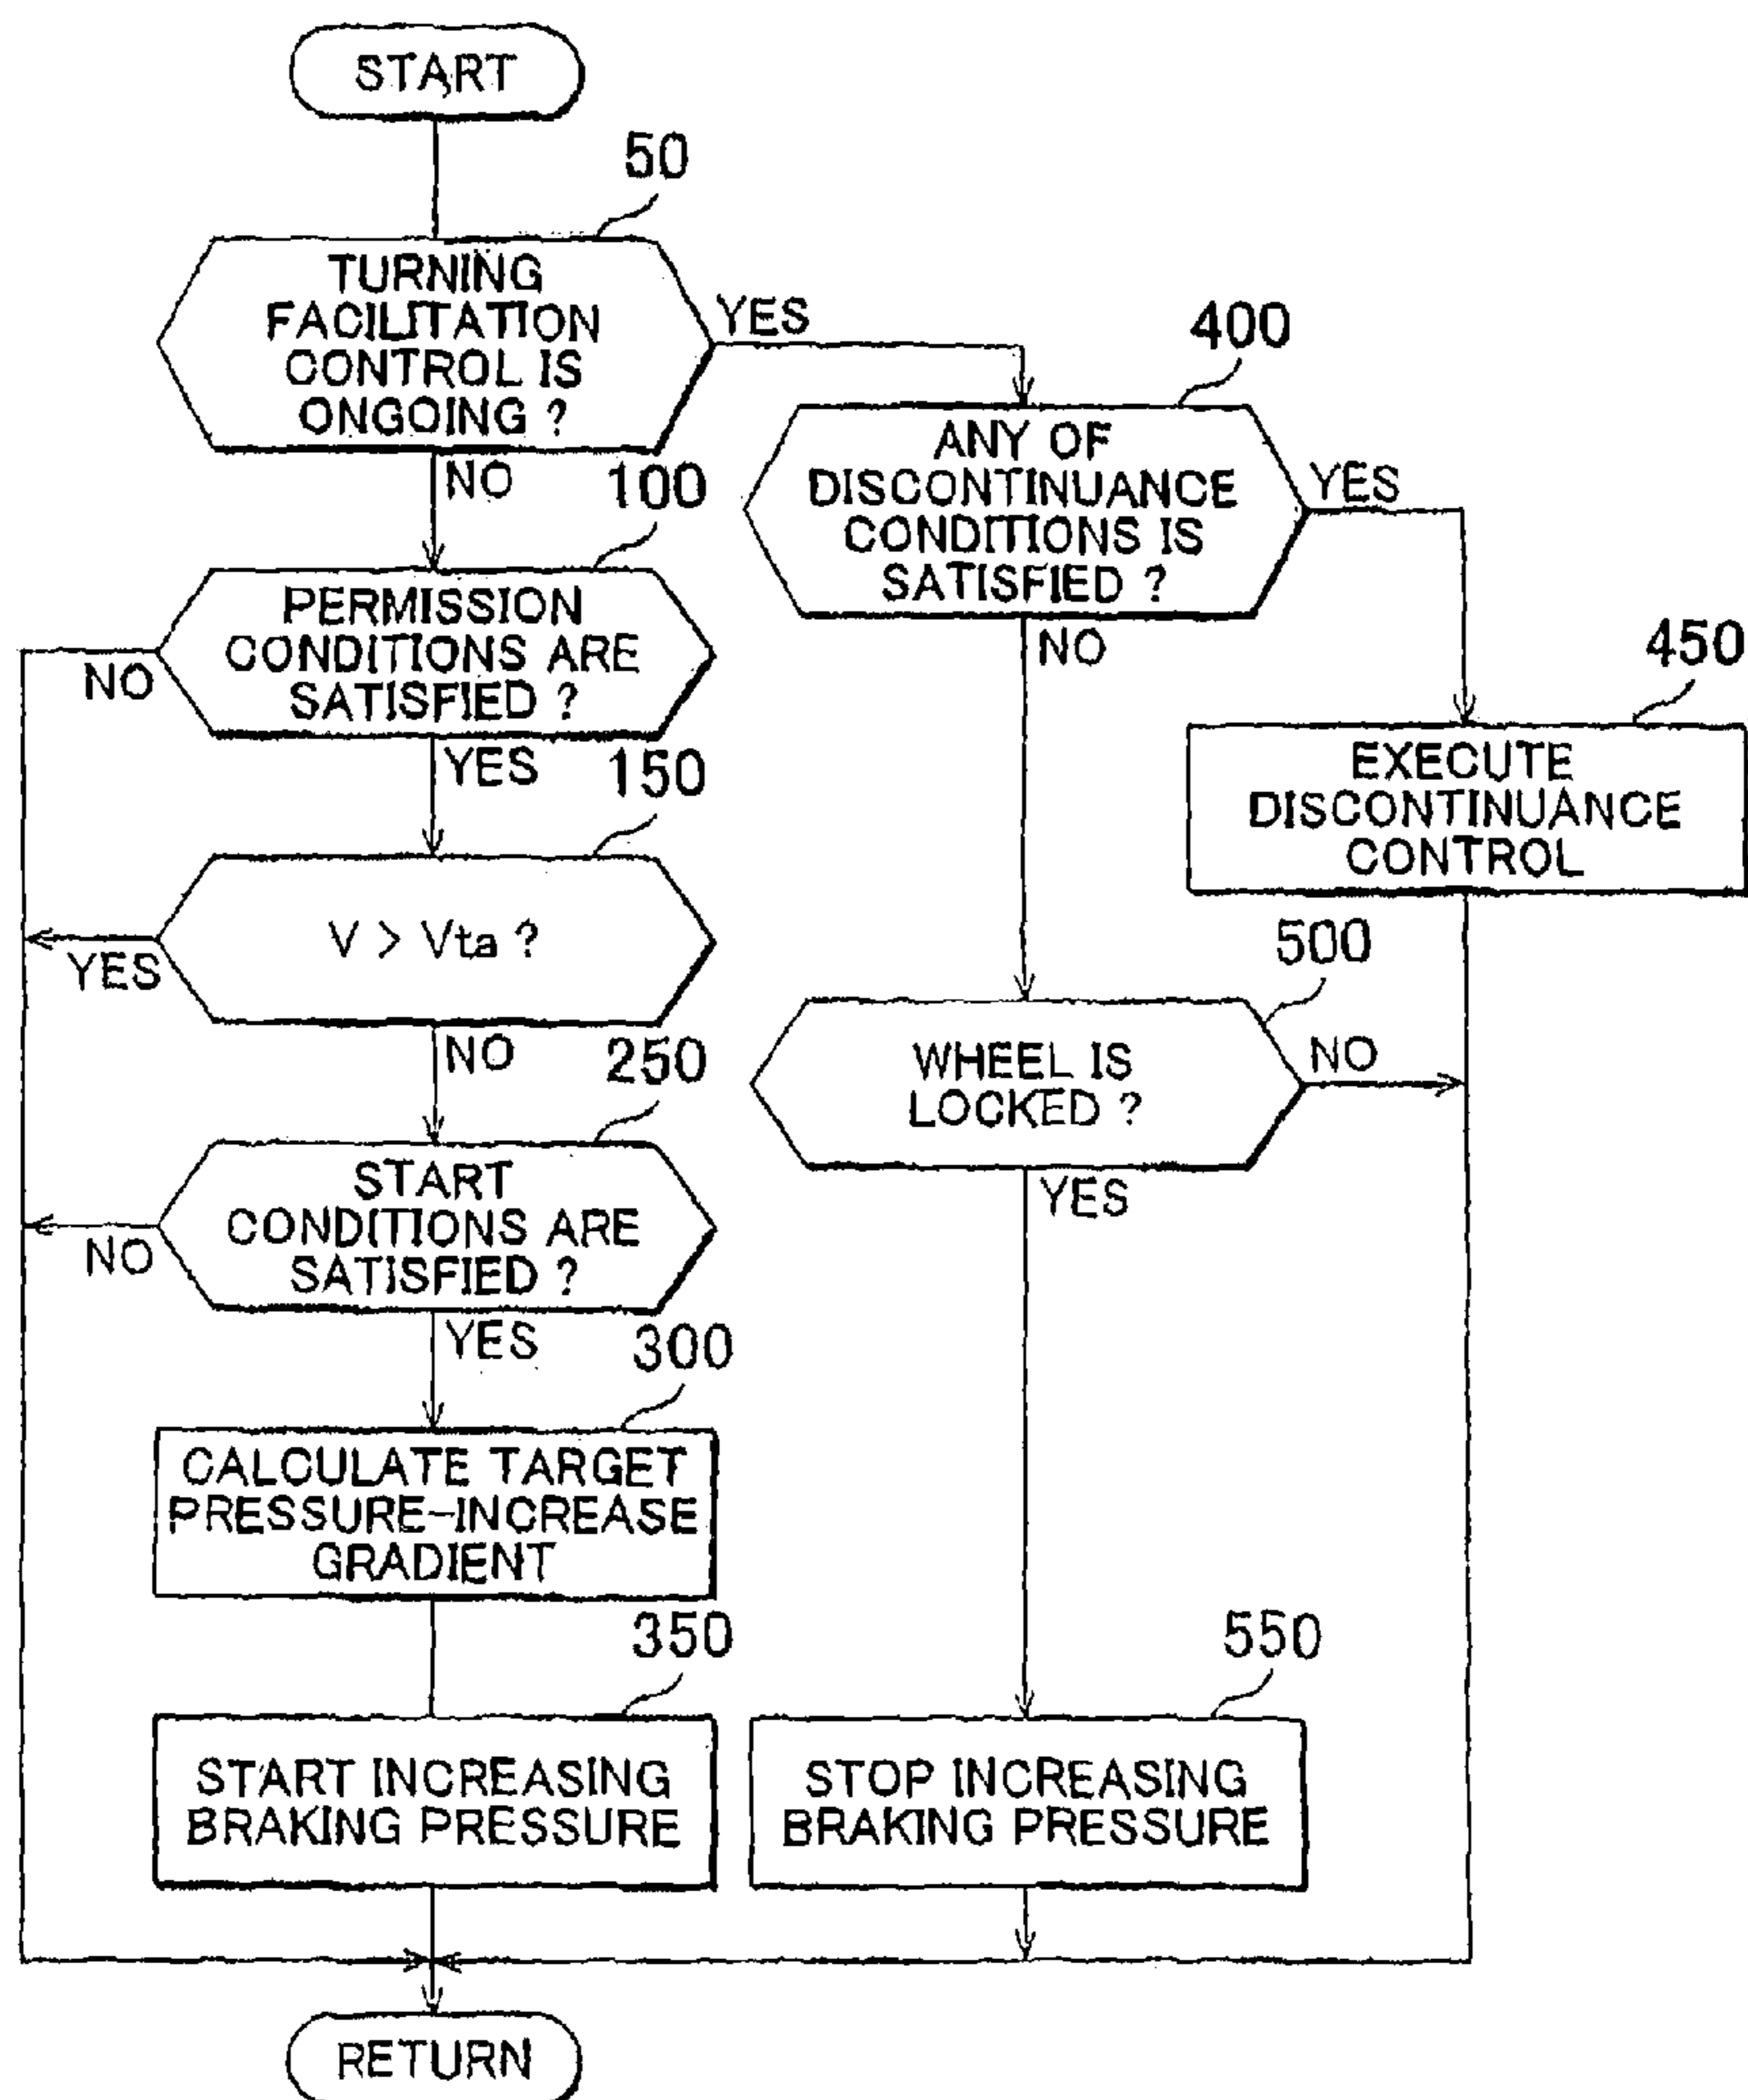 START
50
TURNING
FACILITATION
CONTROL IS
ONGOING ?
YES
NO
100
PERMISSION
CONDITIONS ARE
SATISFIED ?
NO
YES
150
V > Vta ?
YES
NO
250
START
CONDITIONS ARE
SATISFIED ?
NO
YES
300
CALCULATE TARGET
PRESSURE-INCREASE
GRADIENT
350
START INCREASING
BRAKING PRESSURE
400
ANY OF
DISCONTINUANCE
CONDITIONS IS
SATISFIED ?
YES
NO
450
EXECUTE
DISCONTINUANCE
CONTROL
500
WHEEL IS
LOCKED ?
NO
YES
550
STOP INCREASING
BRAKING PRESSURE
RETURN